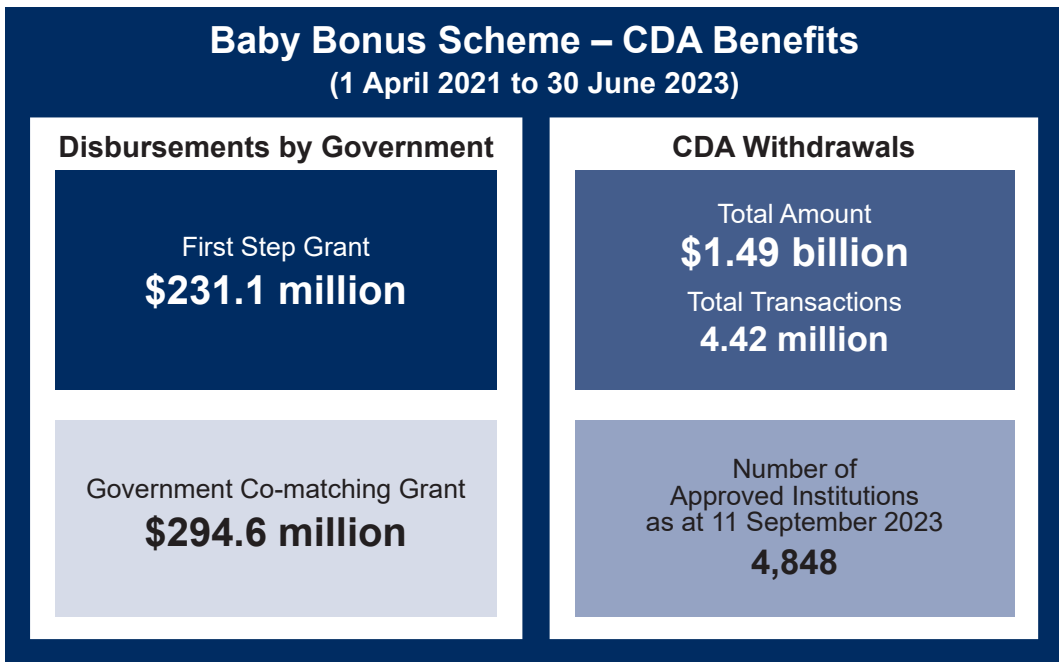 Baby Bonus Scheme – CDA Benefits
(1 April 2021 to 30 June 2023)
Disbursements by Government
First Step Grant
$231.1 million
Government Co-matching Grant
$294.6 million
CDA Withdrawals
Total Amount
$1.49 billion
Total Transactions
4.42 million
Number of
Approved Institutions
as at 11 September 2023
4,848